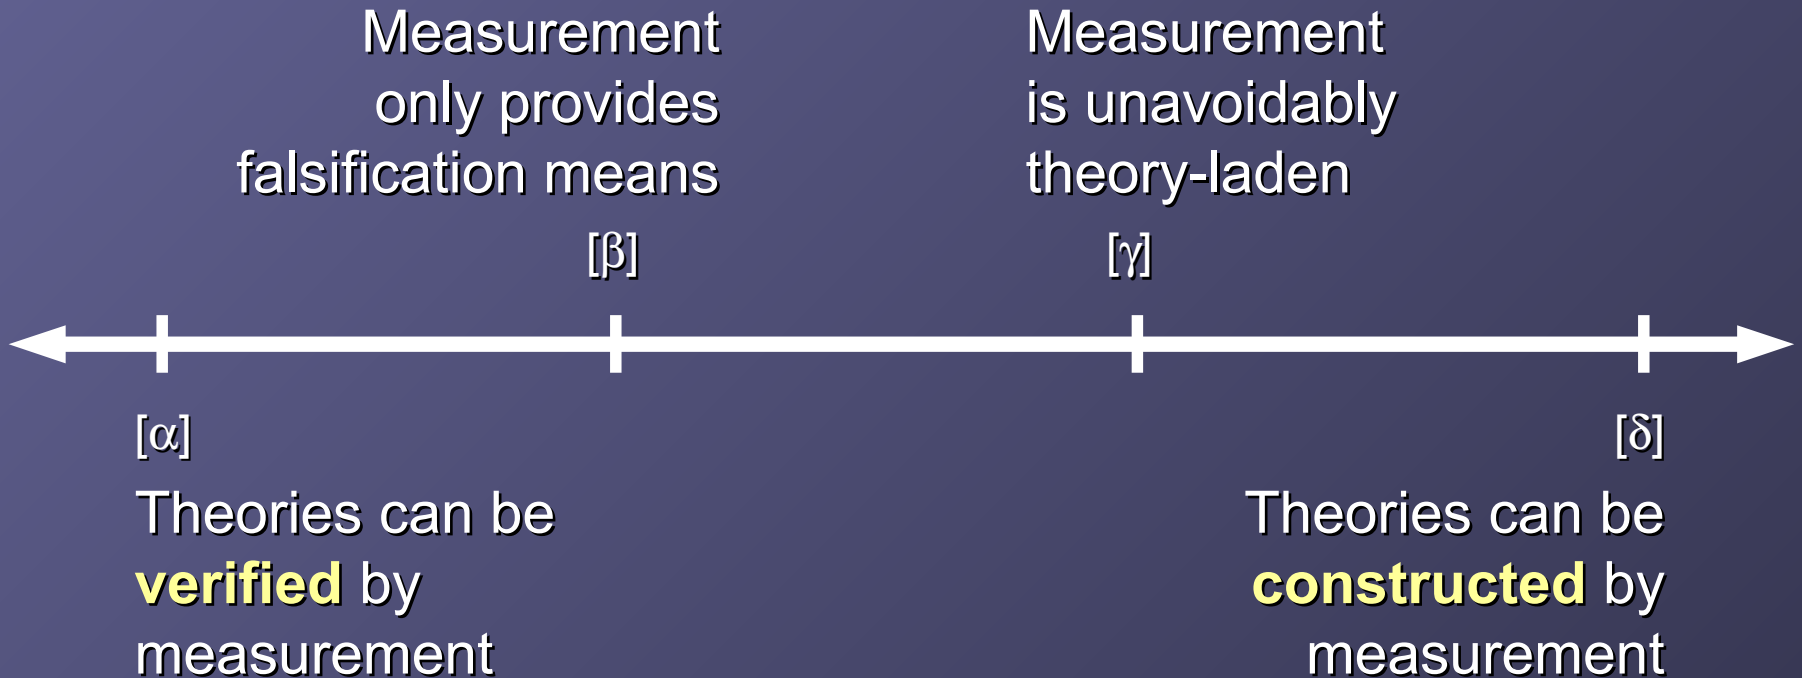 Measurement
only provides
falsification means
[β]
Measurement
is unavoidably
theory-laden
[γ]
[α]
Theories can be
verified by
measurement
[δ]
Theories can be
constructed by
measurement